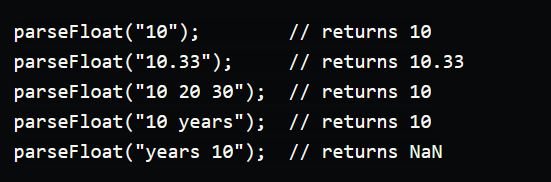 parseFloat("10");        // returns 10
parseFloat("10.33");     // returns 10.33
parseFloat("10 20 30");  // returns 10
parseFloat("10 years");  // returns 10
parseFloat("years 10");  // returns NaN